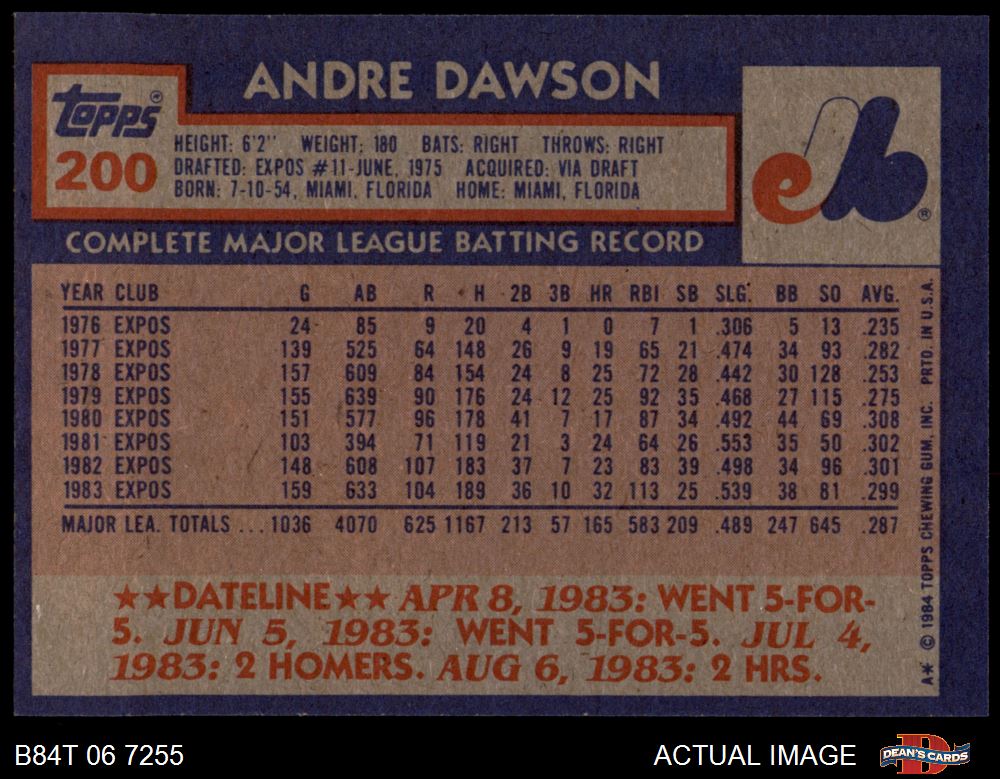 ANDRE DAWSON
Topps®
200
HEIGHT: 6'2" WEIGHT: 180 BATS: RIGHT THROWS: RIGHT
DRAFTED: EXPOS #11-JUNE, 1975 ACQUIRED: VIA DRAFT
BORN: 7-10-54, MIAMI, FLORIDA HOME: MIAMI, FLORIDA
eb®
COMPLETE MAJOR LEAGUE BATTING RECORD
YEAR CLUB G AB R H 2B 3B HR RBI SB SLG. BB SO AVG.
1976 EXPOS 24 85 9 20 4 1 0 7 1 .306 5 13 .235
1977 EXPOS 139 525 64 148 26 9 19 65 21 .474 34 93 .282
1978 EXPOS 157 609 84 154 24 8 25 72 28 .442 30 128 .253
1979 EXPOS 155 639 90 176 24 12 25 92 35 .468 27 115 .275
1980 EXPOS 151 577 96 178 41 7 17 87 34 .492 44 69 .308
1981 EXPOS 103 394 71 119 21 3 24 64 26 .553 35 50 .302
1982 EXPOS 148 608 107 183 37 7 23 83 39 .498 34 96 .301
1983 EXPOS 159 633 104 189 36 10 32 113 25 .539 38 81 .299
MAJOR LEA. TOTALS ... 1036 4070 625 1167 213 57 165 583 209 .489 247 645 .287
★★DATELINE★★ APR 8, 1983: WENT 5-FOR-
5. JUN 5, 1983: WENT 5-FOR-5. JUL 4,
1983: 2 HOMERS. AUG 6, 1983: 2 HRS.
A* © 1984 TOPPS CHEWING GUM, INC. PRTD. IN U.S.A.
B84T 06 7255
ACTUAL IMAGE
DEAN'S CARDS